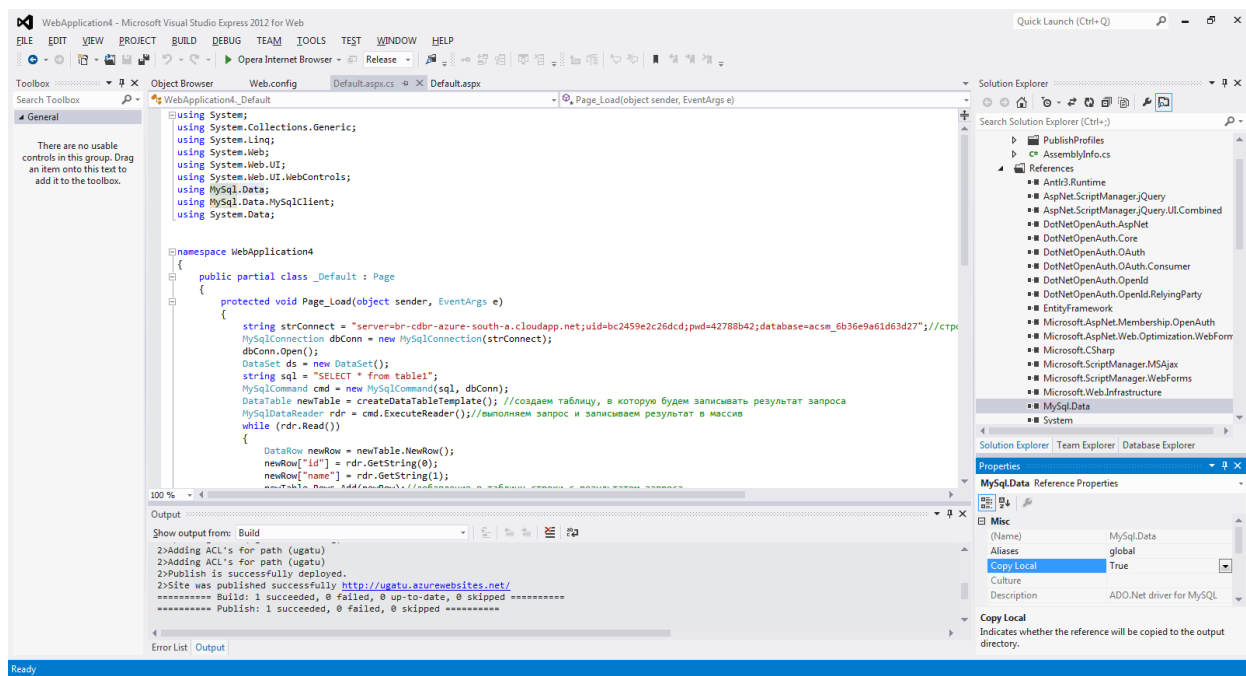 WebApplication4 - Microsoft Visual Studio Express 2012 for Web
Quick Launch (Ctrl+Q)
FILE EDIT VIEW PROJECT BUILD DEBUG TEAM TOOLS TEST WINDOW HELP
Opera Internet Browser
Release
Toolbox
Search Toolbox
General
There are no usable
controls in this group. Drag
an item onto this text to
add it to the toolbox.
Object Browser Web.config Default.aspx.cs Default.aspx
WebApplication4._Default
Page_Load(object sender, EventArgs e)
using System;
using System.Collections.Generic;
using System.Linq;
using System.Web;
using System.Web.UI;
using System.Web.UI.WebControls;
using MySql.Data;
using MySql.Data.MySqlClient;
using System.Data;
namespace WebApplication4
{
public partial class _Default : Page
{
protected void Page_Load(object sender, EventArgs e)
{
string strConnect = "server=br-cdbr-azure-south-a.cloudapp.net;uid=bc2459e2c26dcd;pwd=42788b42;database=acsm_6b36e9a61d63d27";//стро
MySqlConnection dbConn = new MySqlConnection(strConnect);
dbConn.Open();
DataSet ds = new DataSet();
string sql = "SELECT * from table1";
MySqlCommand cmd = new MySqlCommand(sql, dbConn);
DataTable newTable = createDataTableTemplate(); //создаем таблицу, в которую будем записывать результат запроса
MySqlDataReader rdr = cmd.ExecuteReader();//выполняем запрос и записываем результат в массив
while (rdr.Read())
{
DataRow newRow = newTable.NewRow();
newRow["id"] = rdr.GetString(0);
newRow["name"] = rdr.GetString(1);
newTable.Rows.Add(newRow);//добавление в таблицу строки с результатом запроса
100 %
Output
Show output from: Build
2>Adding ACL's for path (ugatu)
2>Adding ACL's for path (ugatu)
2>Publish is successfully deployed.
2>Site was published successfully http://ugatu.azurewebsites.net/
========== Build: 1 succeeded, 0 failed, 0 up-to-date, 0 skipped ==========
========== Publish: 1 succeeded, 0 failed, 0 skipped ==========
Error List Output
Solution Explorer
Search Solution Explorer (Ctrl+;)
PublishProfiles
C# AssemblyInfo.cs
References
Antlr3.Runtime
AspNet.ScriptManager.jQuery
AspNet.ScriptManager.jQuery.UI.Combined
DotNetOpenAuth.AspNet
DotNetOpenAuth.Core
DotNetOpenAuth.OAuth
DotNetOpenAuth.OAuth.Consumer
DotNetOpenAuth.OpenId
DotNetOpenAuth.OpenId.RelyingParty
EntityFramework
Microsoft.AspNet.Membership.OpenAuth
Microsoft.AspNet.Web.Optimization.WebForm
Microsoft.CSharp
Microsoft.ScriptManager.MSAjax
Microsoft.ScriptManager.WebForms
Microsoft.Web.Infrastructure
MySql.Data
System
Solution Explorer Team Explorer Database Explorer
Properties
MySql.Data Reference Properties
Misc
(Name) MySql.Data
Aliases global
Copy Local True
Culture
Description ADO.Net driver for MySQL
Copy Local
Indicates whether the reference will be copied to the output
directory.
Ready